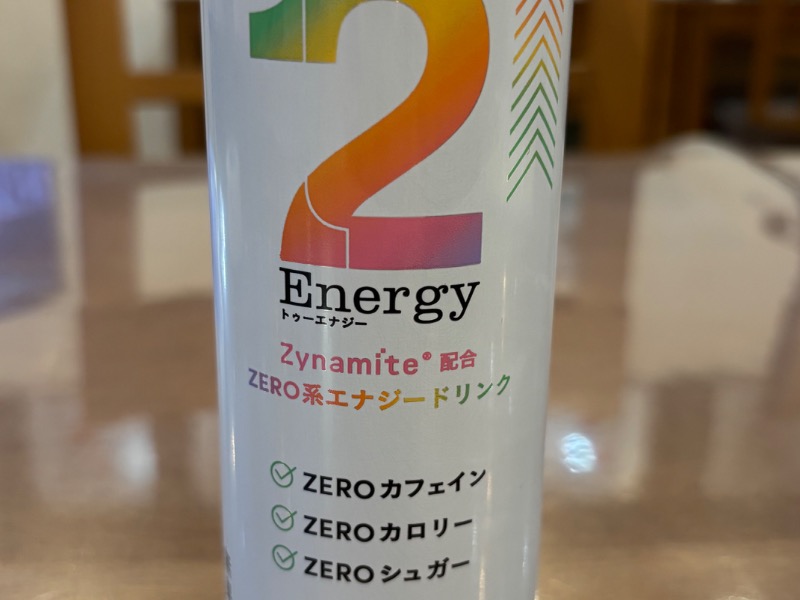 2
Energy
トゥーエナジー
Zynamite® 配合
ZERO系エナジードリンク
ZEROカフェイン
ZEROカロリー
ZEROシュガー